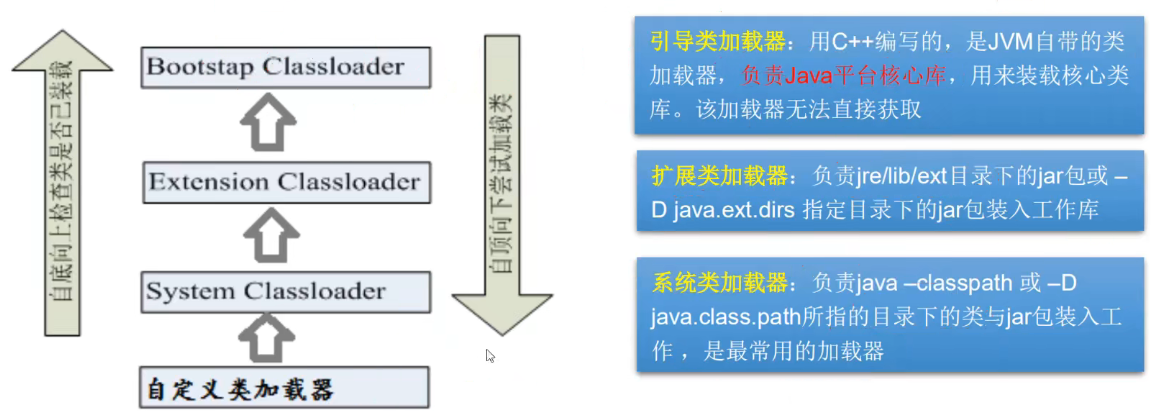 自底向上检查类是否已装载
Bootstap Classloader
Extension Classloader
System Classloader
自定义类加载器
自顶向下尝试加载类
引导类加载器：用C++编写的，是JVM自带的类
加载器，负责Java平台核心库，用来装载核心类
库。该加载器无法直接获取
扩展类加载器：负责jre/lib/ext目录下的jar包或 –
D java.ext.dirs 指定目录下的jar包装入工作库
系统类加载器：负责java –classpath 或 –D
java.class.path所指的目录下的类与jar包装入工
作 ，是最常用的加载器